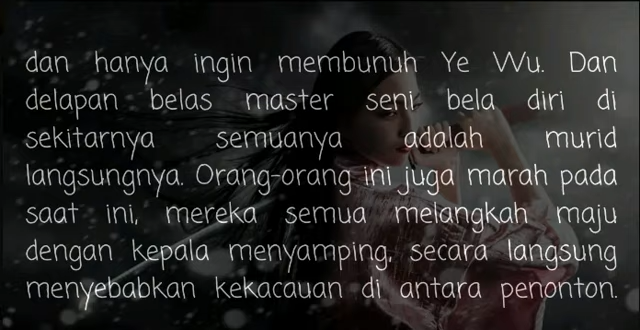 dan hanya ingin membunuh Ye Wu. Dan
delapan belas master seni bela diri di
sekitarnya semuanya adalah murid
langsungnya. Orang-orang ini juga marah pada
saat ini, mereka semua melangkah maju
dengan kepala menyamping, secara langsung
menyebabkan kekacauan di antara penonton.